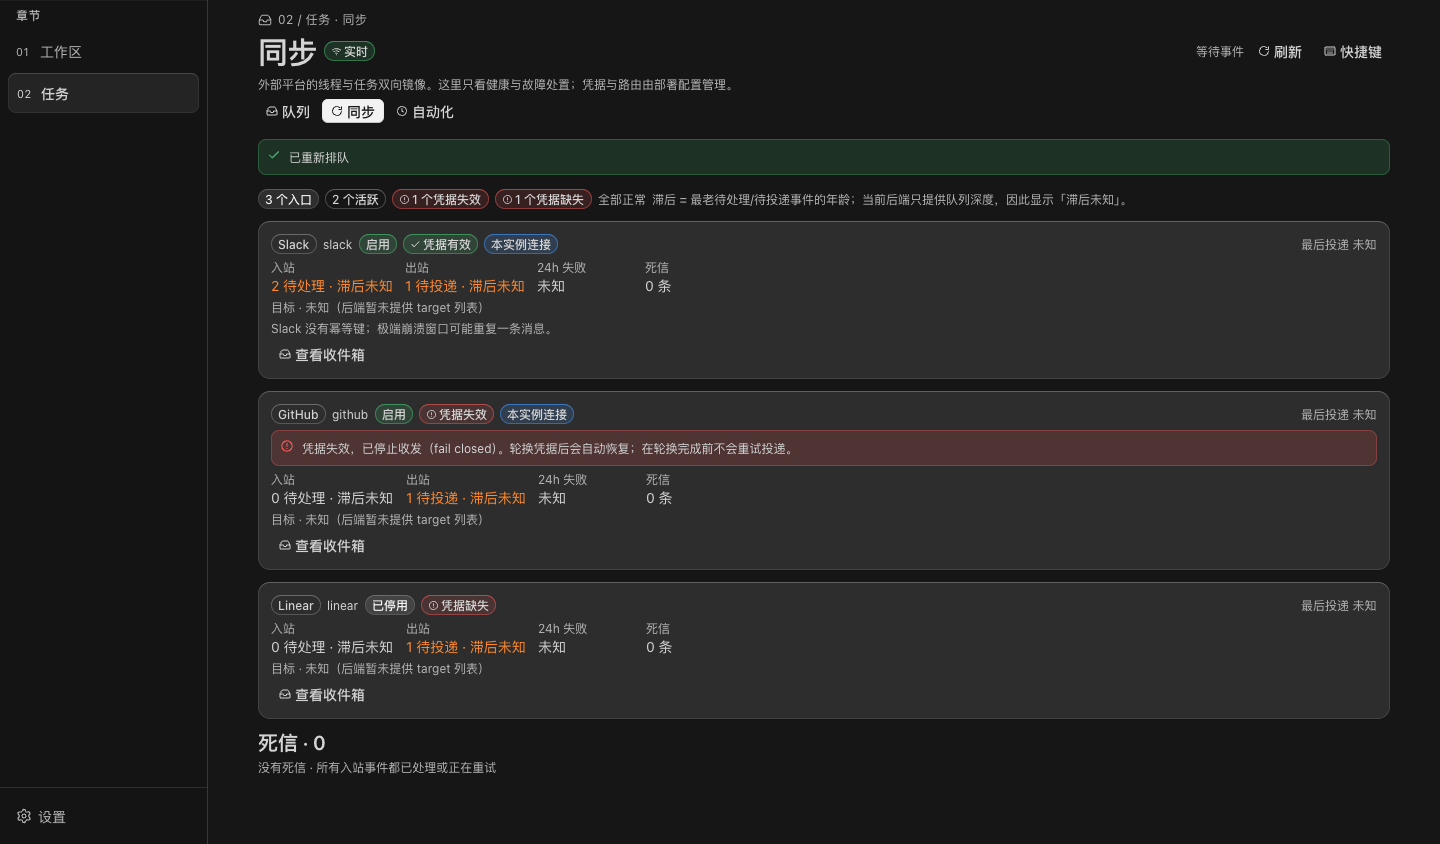 章节
01 工作区
02 任务
设置
02 / 任务 · 同步
同步 实时
等待事件 刷新 快捷键
外部平台的线程与任务双向镜像。这里只看健康与故障处置；凭据与路由由部署配置管理。
队列 同步 自动化
已重新排队
3 个入口 2 个活跃 1 个凭据失效 1 个凭据缺失 全部正常 滞后 = 最老待处理/待投递事件的年龄；当前后端只提供队列深度，因此显示「滞后未知」。
Slack slack 启用 凭据有效 本实例连接 最后投递 未知
入站 出站 24h 失败 死信
2 待处理 · 滞后未知 1 待投递 · 滞后未知 未知 0 条
目标 · 未知（后端暂未提供 target 列表）
Slack 没有幂等键；极端崩溃窗口可能重复一条消息。
查看收件箱
GitHub github 启用 凭据失效 本实例连接 最后投递 未知
凭据失效，已停止收发（fail closed）。轮换凭据后会自动恢复；在轮换完成前不会重试投递。
入站 出站 24h 失败 死信
0 待处理 · 滞后未知 1 待投递 · 滞后未知 未知 0 条
目标 · 未知（后端暂未提供 target 列表）
查看收件箱
Linear linear 已停用 凭据缺失 最后投递 未知
入站 出站 24h 失败 死信
0 待处理 · 滞后未知 1 待投递 · 滞后未知 未知 0 条
目标 · 未知（后端暂未提供 target 列表）
查看收件箱
死信 · 0
没有死信 · 所有入站事件都已处理或正在重试